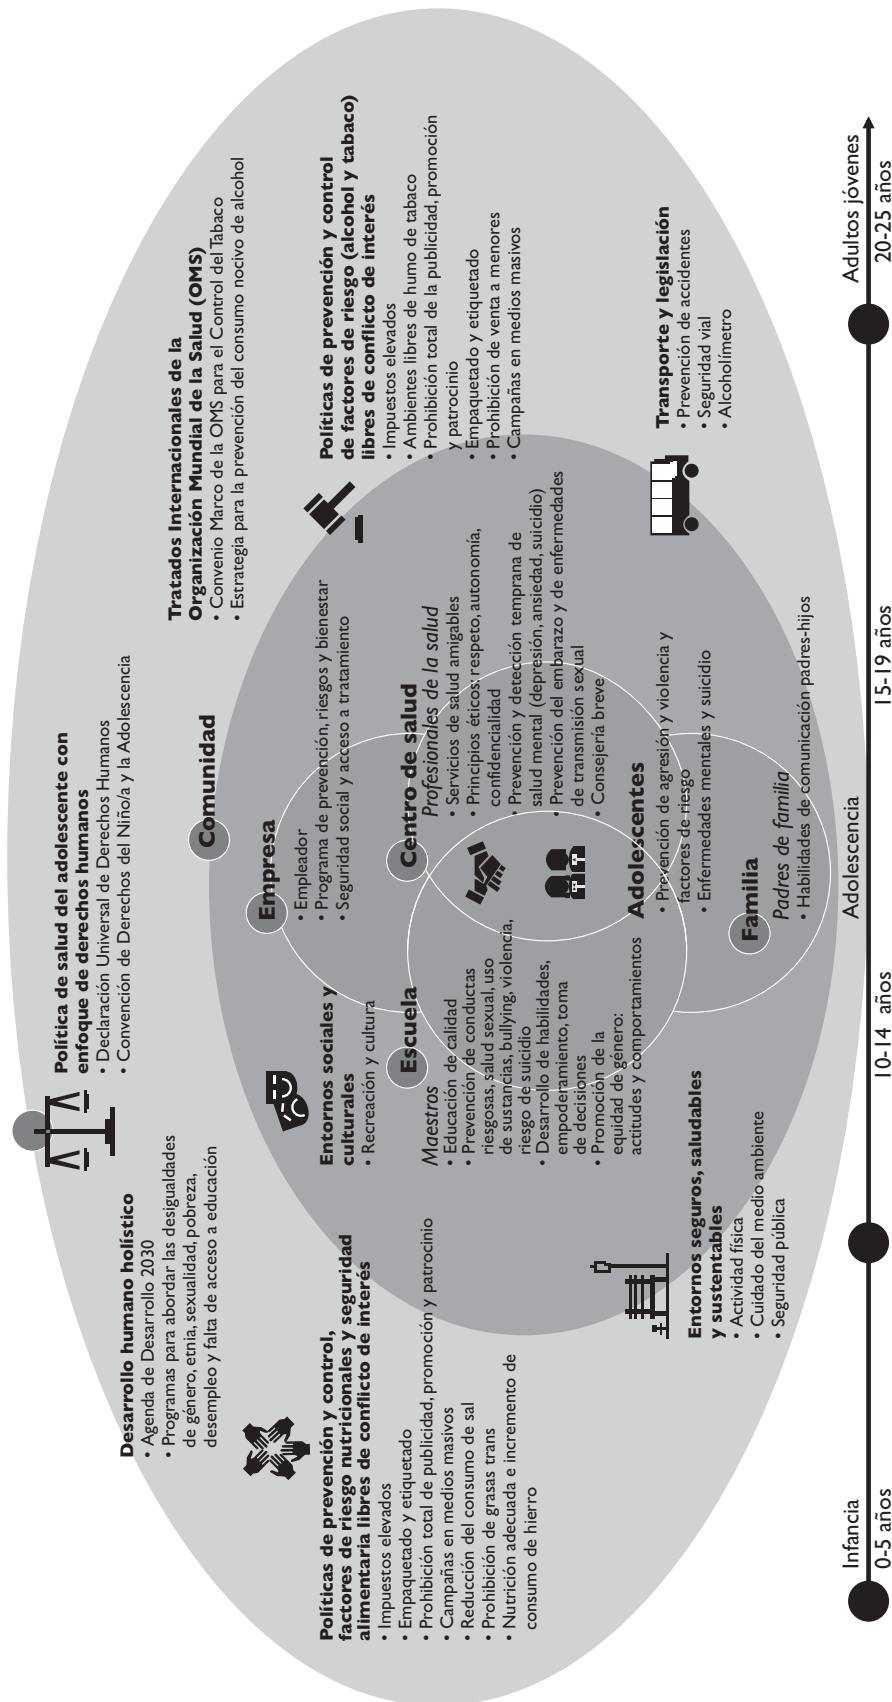 Política de salud del adolescente con
enfoque de derechos humanos
• Declaración Universal de Derechos Humanos
• Convención de Derechos del Niño/a y la Adolescencia
Desarrollo humano holístico
• Agenda de Desarrollo 2030
• Programas para abordar las desigualdades
de género, etnia, sexualidad, pobreza,
desempleo y falta de acceso a educación
Tratados Internacionales de la
Organización Mundial de la Salud (OMS)
• Convenio Marco de la OMS para el Control del Tabaco
• Estrategia para la prevención del consumo nocivo de alcohol
Comunidad
Políticas de prevención y control,
factores de riesgo nutricionales y seguridad
alimentaria libres de conflicto de interés
• Impuestos elevados
• Empaquetado y etiquetado
• Prohibición total de publicidad, promoción y patrocinio
• Campañas en medios masivos
• Reducción del consumo de sal
• Prohibición de grasas trans
• Nutrición adecuada e incremento de
consumo de hierro
Entornos sociales y
culturales
• Recreación y cultura
Empresa
• Empleador
• Programa de prevención, riesgos y bienestar
• Seguridad social y acceso a tratamiento
Políticas de prevención y control
de factores de riesgo (alcohol y tabaco)
libres de conflicto de interés
• Impuestos elevados
• Ambientes libres de humo de tabaco
• Prohibición total de la publicidad, promoción
y patrocinio
• Empaquetado y etiquetado
• Prohibición de venta a menores
• Campañas en medios masivos
Escuela
Maestros
• Educación de calidad
• Prevención de conductas
riesgosas, salud sexual, uso
de sustancias, bullying, violencia,
riesgo de suicidio
• Desarrollo de habilidades,
empoderamiento, toma
de decisiones
• Promoción de la
equidad de género:
actitudes y comportamientos
Centro de salud
Profesionales de la salud
• Servicios de salud amigables
• Principios éticos: respeto, autonomía,
confidencialidad
• Prevención y detección temprana de
salud mental (depresión, ansiedad, suicidio)
• Prevención del embarazo y de enfermedades
de transmisión sexual
• Consejería breve
Adolescentes
• Prevención de agresión y violencia y
factores de riesgo
• Enfermedades mentales y suicidio
Transporte y legislación
• Prevención de accidentes
• Seguridad vial
• Alcoholímetro
Entornos seguros, saludables
y sustentables
• Actividad física
• Cuidado del medio ambiente
• Seguridad pública
Familia
Padres de familia
• Habilidades de comunicación padres-hijos
Infancia
Adolescencia
Adultos jóvenes
0-5 años
10-14 años
15-19 años
20-25 años